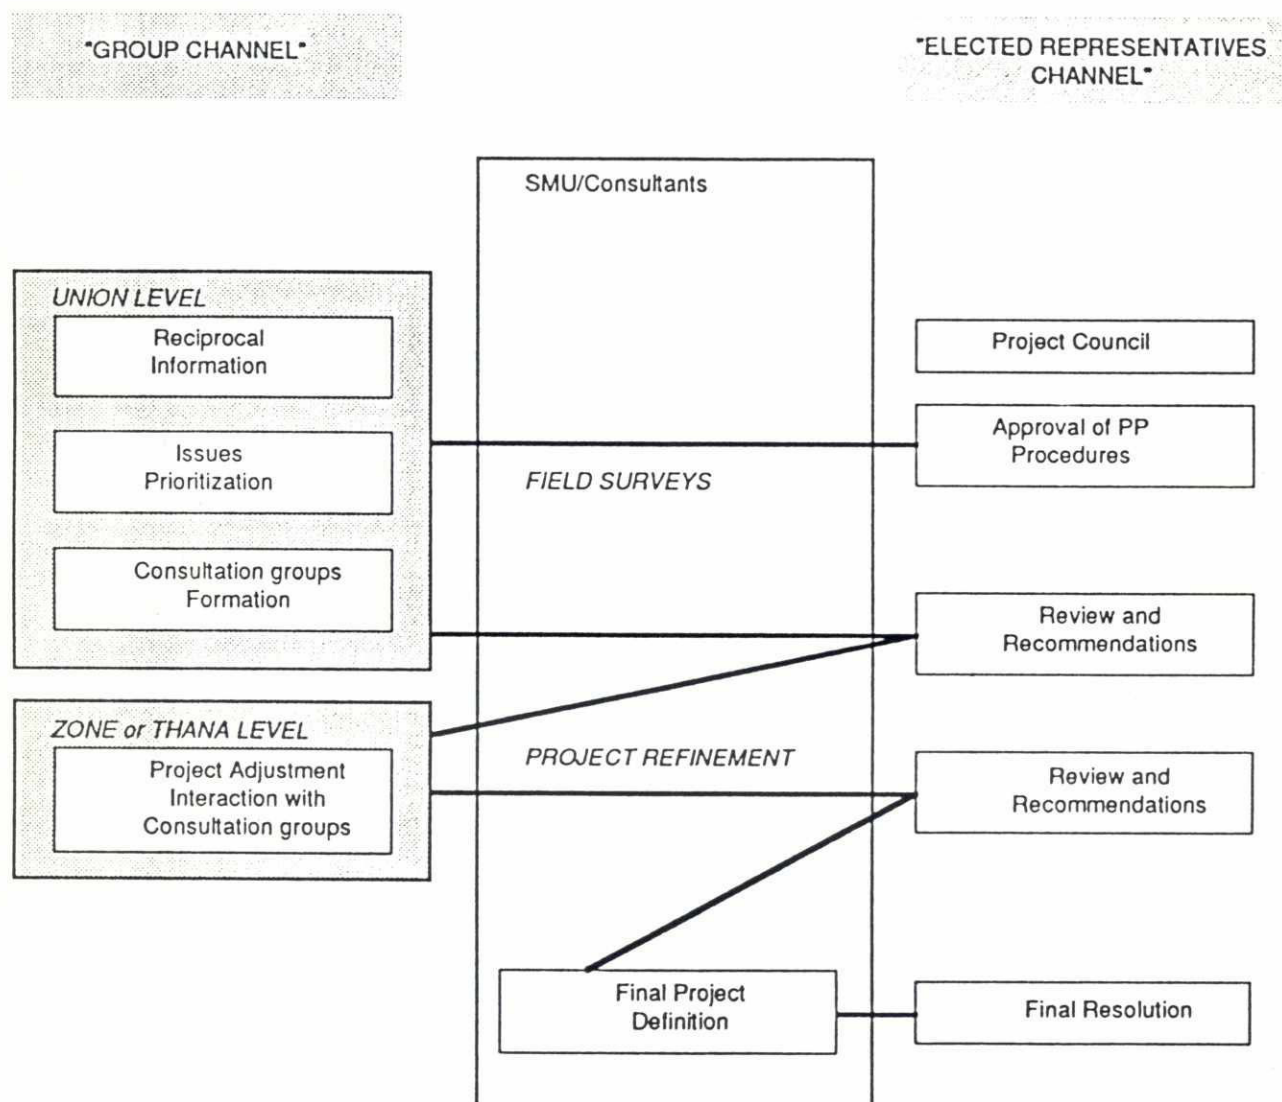 "GROUP CHANNEL"
"ELECTED REPRESENTATIVES
CHANNEL"
SMU/Consultants
UNION LEVEL
Reciprocal
Information
Issues
Prioritization
Consultation groups
Formation
ZONE or THANA LEVEL
Project Adjustment
Interaction with
Consultation groups
FIELD SURVEYS
PROJECT REFINEMENT
Final Project
Definition
Project Council
Approval of PP
Procedures
Review and
Recommendations
Review and
Recommendations
Final Resolution